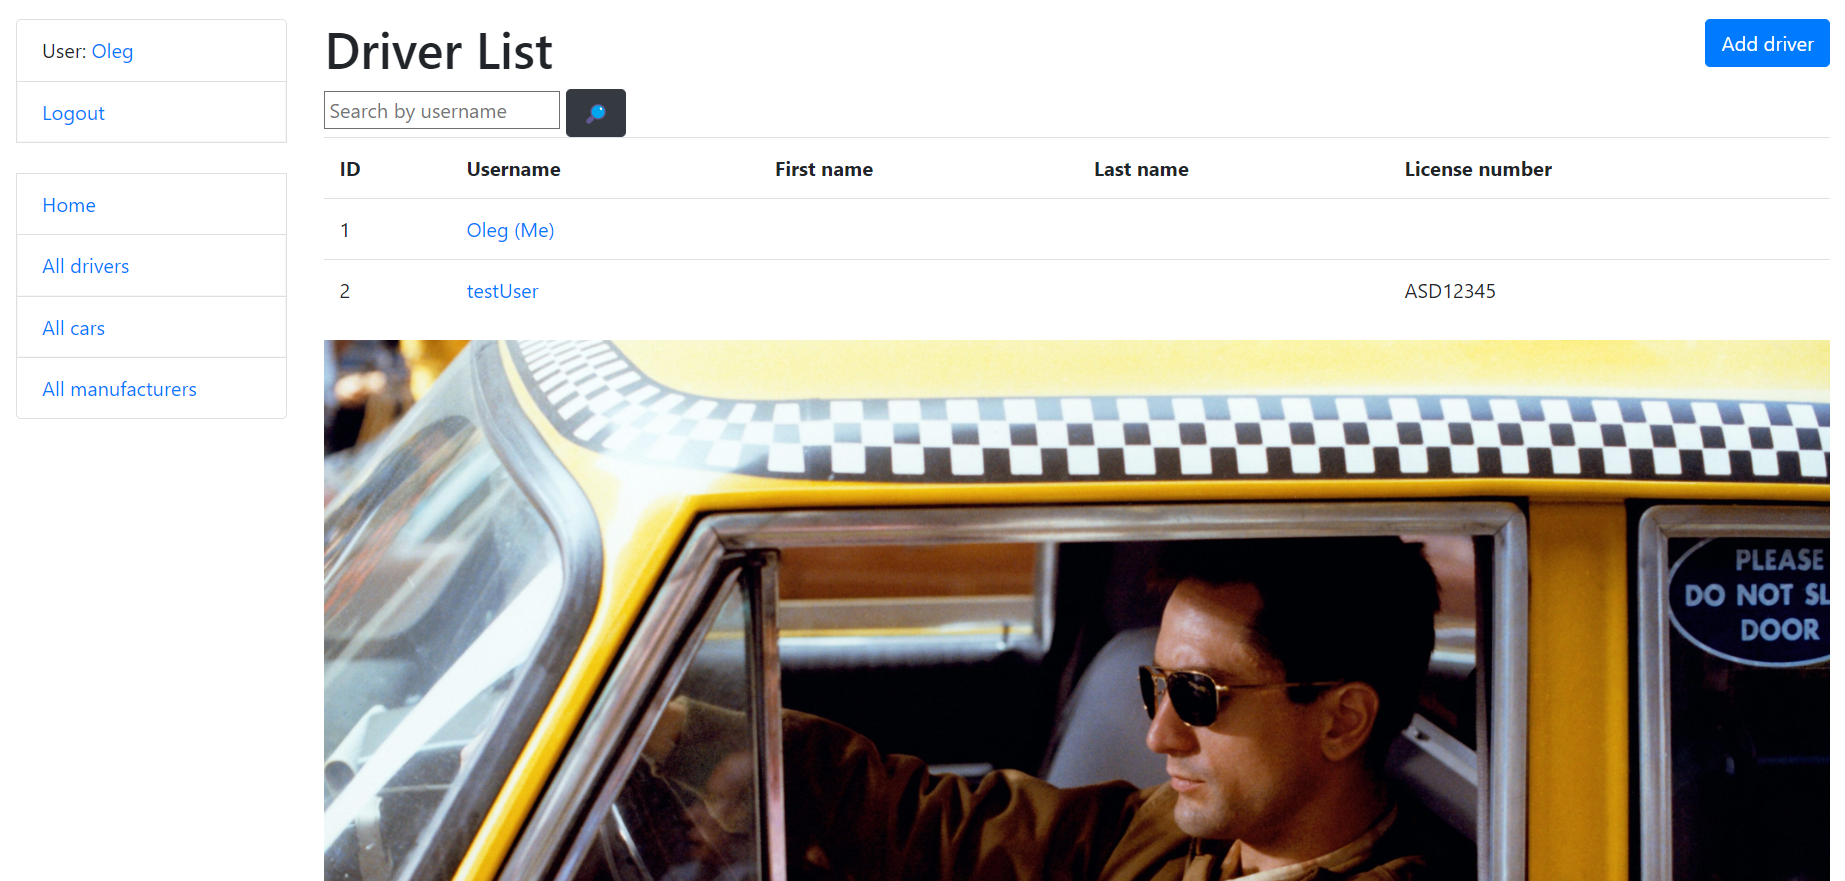 User: Oleg
Logout
Home
All drivers
All cars
All manufacturers
Driver List
Add driver
Search by username
ID Username First name Last name License number
1 Oleg (Me)
2 testUser ASD12345
PLEASE
DO NOT SL
DOOR